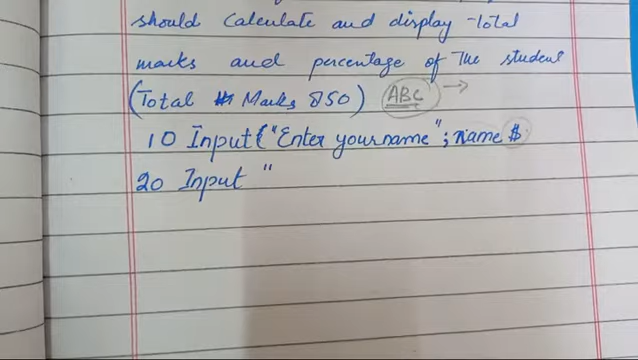 should calculate and display total
marks and percentage of The student
(Total Marks 850) ABC →
10 Input ("Enter your name"; name $
20 Input "